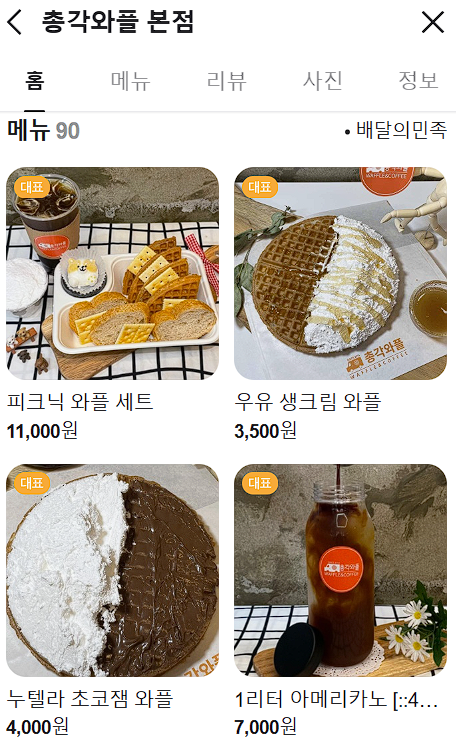 총각와플 본점
홈 메뉴 리뷰 사진 정보
메뉴 90
• 배달의민족
대표
대표
총각와플
WAFFLE&COFFEE
피크닉 와플 세트
우유 생크림 와플
11,000원
3,500원
대표
대표
총각와플
WAFFLE&COFFEE
누텔라 초코잼 와플
1리터 아메리카노 [::4...
4,000원
7,000원